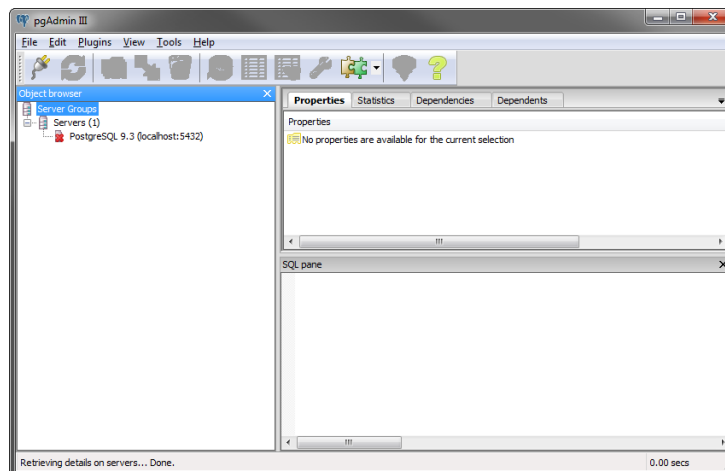 pgAdmin III
File Edit Plugins View Tools Help
Object browser
Server Groups
Servers (1)
PostgreSQL 9.3 (localhost:5432)
Properties Statistics Dependencies Dependents
Properties
No properties are available for the current selection
SQL pane
Retrieving details on servers... Done.
0.00 secs